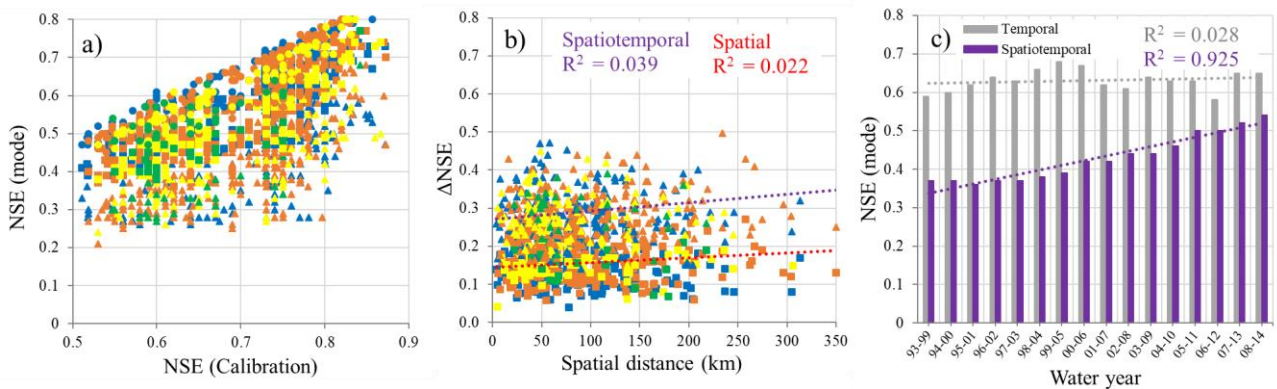 a)
NSE (mode)
0.8
0.7
0.6
0.5
0.4
0.3
0.2
0.1
0
0.5 0.6 0.7 0.8 0.9
NSE (Calibration)
b)
Spatiotemporal
R² = 0.039
Spatial
R² = 0.022
ΔNSE
0.8
0.7
0.6
0.5
0.4
0.3
0.2
0.1
0.0
0 50 100 150 200 250 300 350
Spatial distance (km)
c)
Temporal
Spatiotemporal
R² = 0.028
R² = 0.925
NSE (mode)
0.8
0.7
0.6
0.5
0.4
0.3
0.2
0.1
0
93-99 94-00 95-01 96-02 97-03 98-04 99-05 00-06 01-07 02-08 03-09 04-10 05-11 06-12 07-13 08-14
Water year